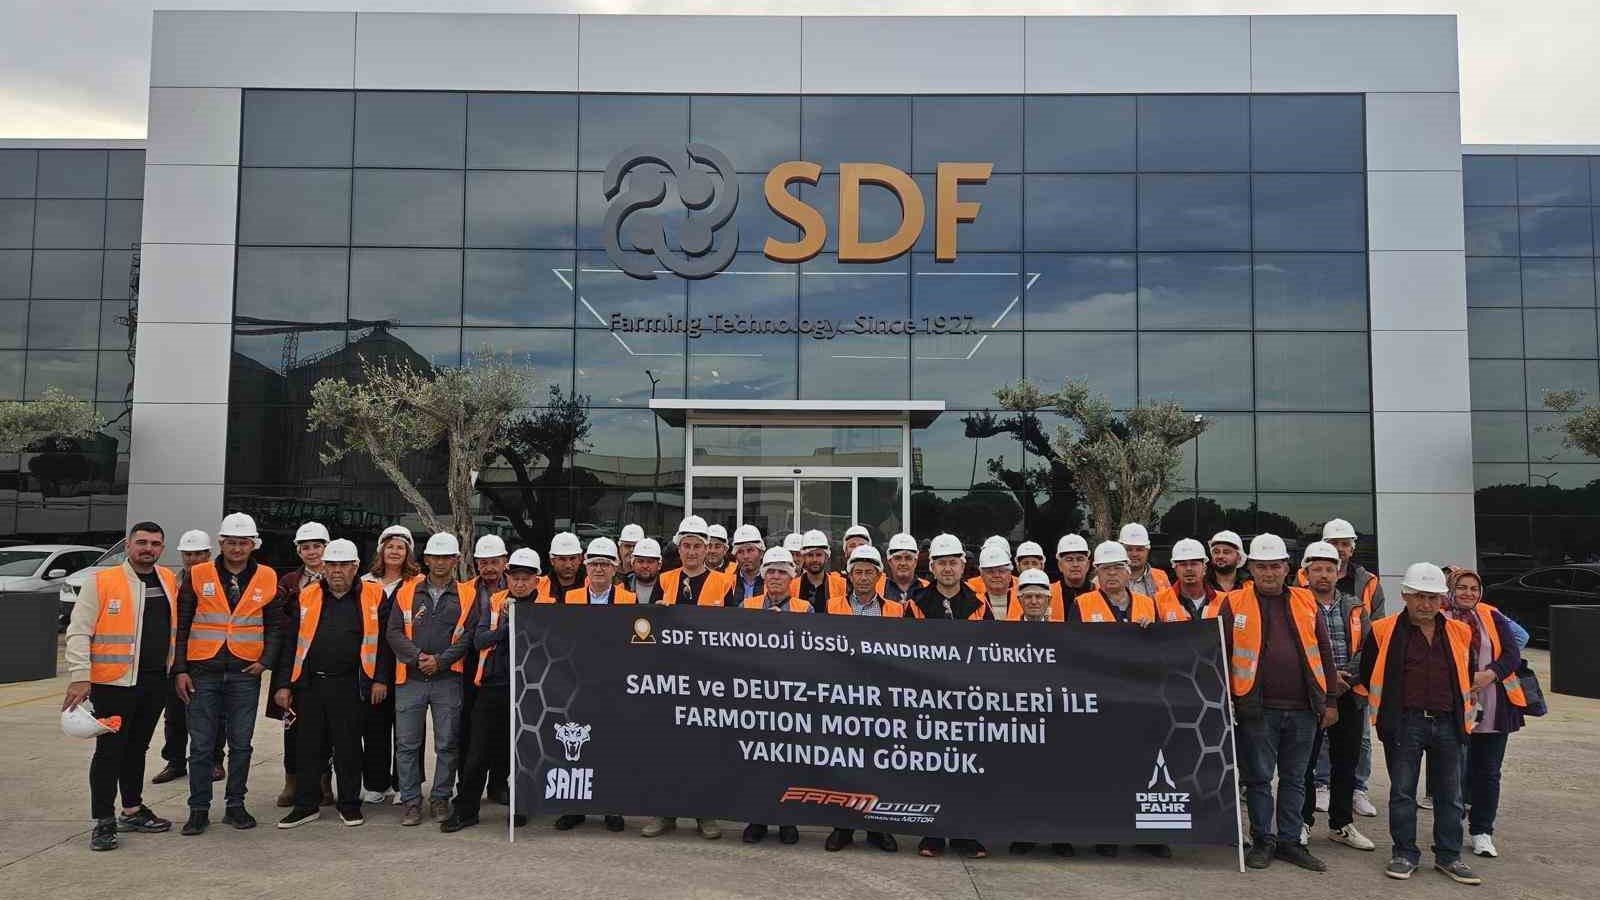 SDF
Farming Technology. Since 1927.
SDF TEKNOLOJİ ÜSSÜ, BANDIRMA / TÜRKİYE
SAME ve DEUTZ-FAHR TRAKTÖRLERİ İLE
FARMOTION MOTOR ÜRETİMİNİ
YAKINDAN GÖRDÜK.
SAME
FARMOTION
MOTOR
DEUTZ
FAHR